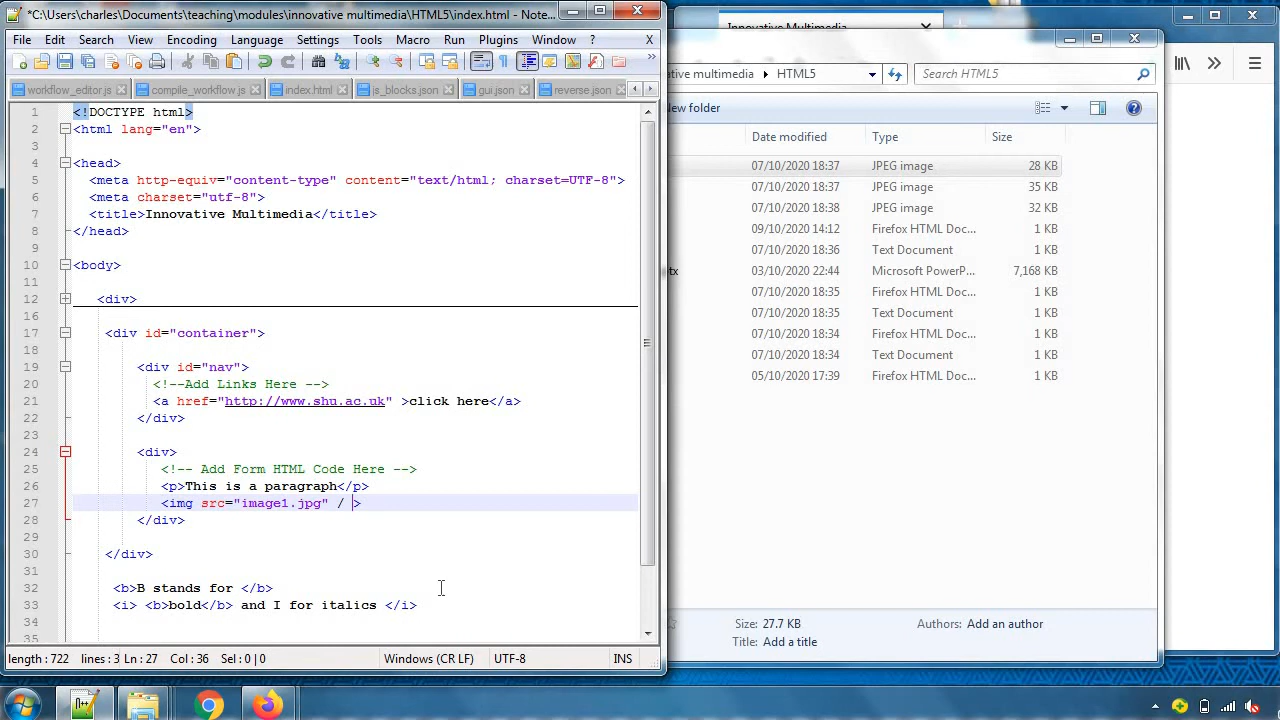 *C:\Users\charles\Documents\teaching\modules\innovative multimedia\HTML5\index.html - Note...
File Edit Search View Encoding Language Settings Tools Macro Run Plugins Window ? X
workflow_editor.js compile_workflow.js index.html js_blocks.json gui.json reverse.json
1 <!DOCTYPE html>
2 <html lang="en">
3
4 <head>
5 <meta http-equiv="content-type" content="text/html; charset=UTF-8">
6 <meta charset="utf-8">
7 <title>Innovative Multimedia</title>
8 </head>
9
10 <body>
11
12 <div>
16
17 <div id="container">
18
19 <div id="nav">
20 <!--Add Links Here -->
21 <a href="http://www.shu.ac.uk" >click here</a>
22 </div>
23
24 <div>
25 <!-- Add Form HTML Code Here -->
26 <p>This is a paragraph</p>
27 <img src="image1.jpg" / >
28 </div>
29
30 </div>
31
32 <b>B stands for </b>
33 <i> <b>bold</b> and I for italics </i>
34
35
length : 722 lines : 3 Ln : 27 Col : 36 Sel : 0 | 0 Windows (CR LF) UTF-8 INS
Innovative Multimedia
ative multimedia HTML5 Search HTML5
New folder
Date modified Type Size
07/10/2020 18:37 JPEG image 28 KB
07/10/2020 18:37 JPEG image 35 KB
07/10/2020 18:38 JPEG image 32 KB
09/10/2020 14:12 Firefox HTML Doc... 1 KB
07/10/2020 18:36 Text Document 1 KB
tx 03/10/2020 22:44 Microsoft PowerP... 7,168 KB
07/10/2020 18:35 Firefox HTML Doc... 1 KB
07/10/2020 18:35 Text Document 1 KB
07/10/2020 18:34 Firefox HTML Doc... 1 KB
07/10/2020 18:34 Text Document 1 KB
05/10/2020 17:39 Firefox HTML Doc... 1 KB
Size: 27.7 KB Authors: Add an author
Title: Add a title